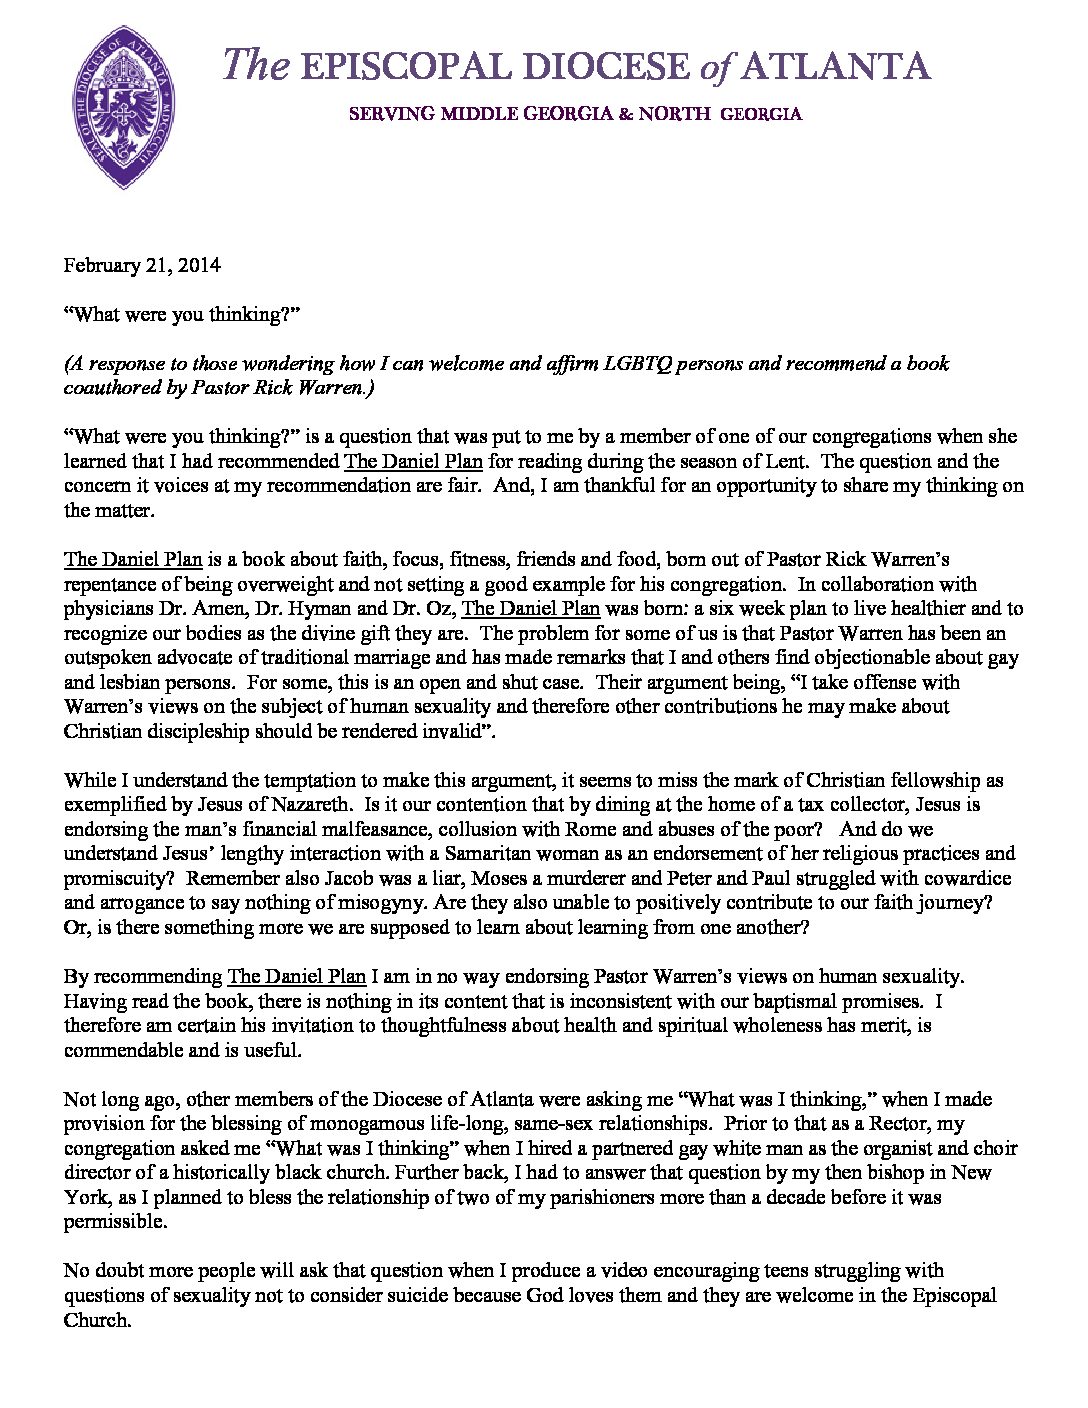 SEAL OF THE DIOCESE OF ATLANTA • MDCCCCVII
The EPISCOPAL DIOCESE of ATLANTA
SERVING MIDDLE GEORGIA & NORTH GEORGIA
February 21, 2014
“What were you thinking?”
(A response to those wondering how I can welcome and affirm LGBTQ persons and recommend a book
coauthored by Pastor Rick Warren.)
“What were you thinking?” is a question that was put to me by a member of one of our congregations when she
learned that I had recommended The Daniel Plan for reading during the season of Lent.  The question and the
concern it voices at my recommendation are fair.  And, I am thankful for an opportunity to share my thinking on
the matter.
The Daniel Plan is a book about faith, focus, fitness, friends and food, born out of Pastor Rick Warren’s
repentance of being overweight and not setting a good example for his congregation.  In collaboration with
physicians Dr. Amen, Dr. Hyman and Dr. Oz, The Daniel Plan was born: a six week plan to live healthier and to
recognize our bodies as the divine gift they are.  The problem for some of us is that Pastor Warren has been an
outspoken advocate of traditional marriage and has made remarks that I and others find objectionable about gay
and lesbian persons.  For some, this is an open and shut case.  Their argument being, “I take offense with
Warren’s views on the subject of human sexuality and therefore other contributions he may make about
Christian discipleship should be rendered invalid”.
While I understand the temptation to make this argument, it seems to miss the mark of Christian fellowship as
exemplified by Jesus of Nazareth.  Is it our contention that by dining at the home of a tax collector, Jesus is
endorsing the man’s financial malfeasance, collusion with Rome and abuses of the poor?   And do we
understand Jesus’ lengthy interaction with a Samaritan woman as an endorsement of her religious practices and
promiscuity?  Remember also Jacob was a liar, Moses a murderer and Peter and Paul struggled with cowardice
and arrogance to say nothing of misogyny. Are they also unable to positively contribute to our faith journey?
Or, is there something more we are supposed to learn about learning from one another?
By recommending The Daniel Plan I am in no way endorsing Pastor Warren’s views on human sexuality.
Having read the book, there is nothing in its content that is inconsistent with our baptismal promises.  I
therefore am certain his invitation to thoughtfulness about health and spiritual wholeness has merit, is
commendable and is useful.
Not long ago, other members of the Diocese of Atlanta were asking me “What was I thinking,” when I made
provision for the blessing of monogamous life-long, same-sex relationships.  Prior to that as a Rector, my
congregation asked me “What was I thinking” when I hired a partnered gay white man as the organist and choir
director of a historically black church. Further back, I had to answer that question by my then bishop in New
York, as I planned to bless the relationship of two of my parishioners more than a decade before it was
permissible.
No doubt more people will ask that question when I produce a video encouraging teens struggling with
questions of sexuality not to consider suicide because God loves them and they are welcome in the Episcopal
Church.